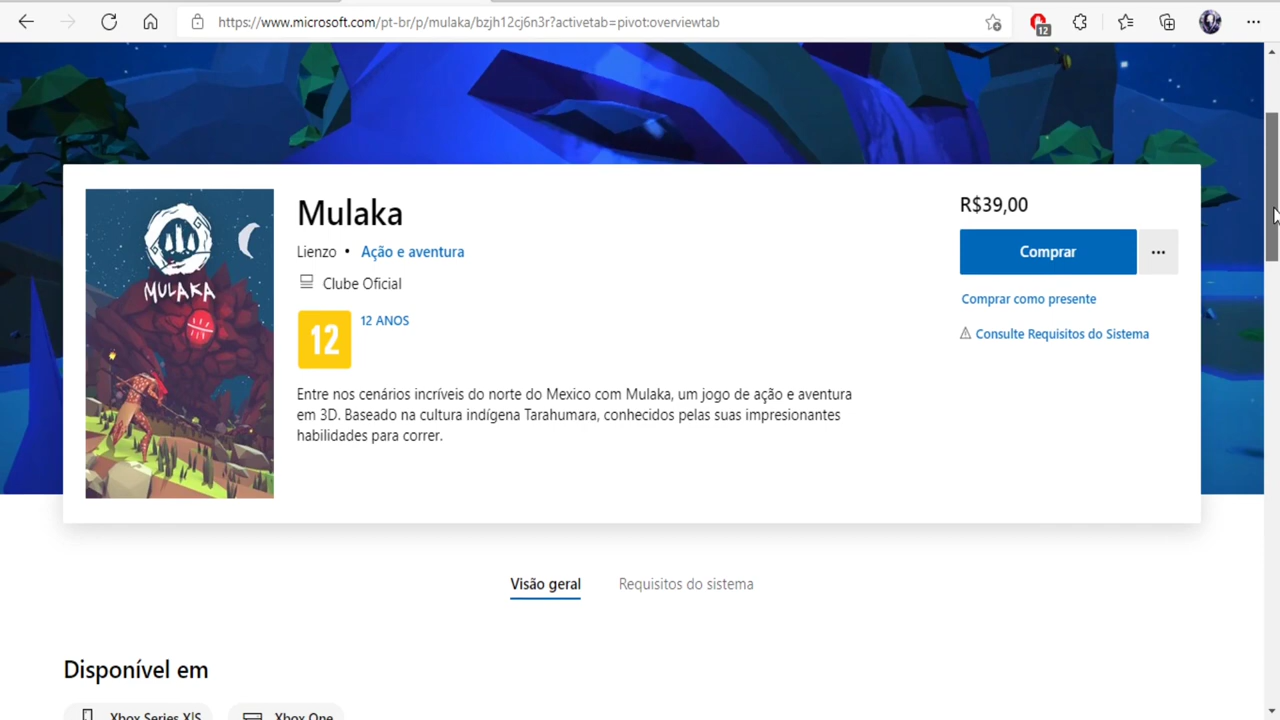 https://www.microsoft.com/pt-br/p/mulaka/bzjh12cj6n3r?activetab=pivot:overviewtab
12
MULAKA
Mulaka
Lienzo • Ação e aventura
Clube Oficial
12
12 ANOS
Entre nos cenários incríveis do norte do Mexico com Mulaka, um jogo de ação e aventura
em 3D. Baseado na cultura indígena Tarahumara, conhecidos pelas suas impresionantes
habilidades para correr.
R$39,00
Comprar
Comprar como presente
Consulte Requisitos do Sistema
Visão geral
Requisitos do sistema
Disponível em
Xbox Series X|S
Xbox One